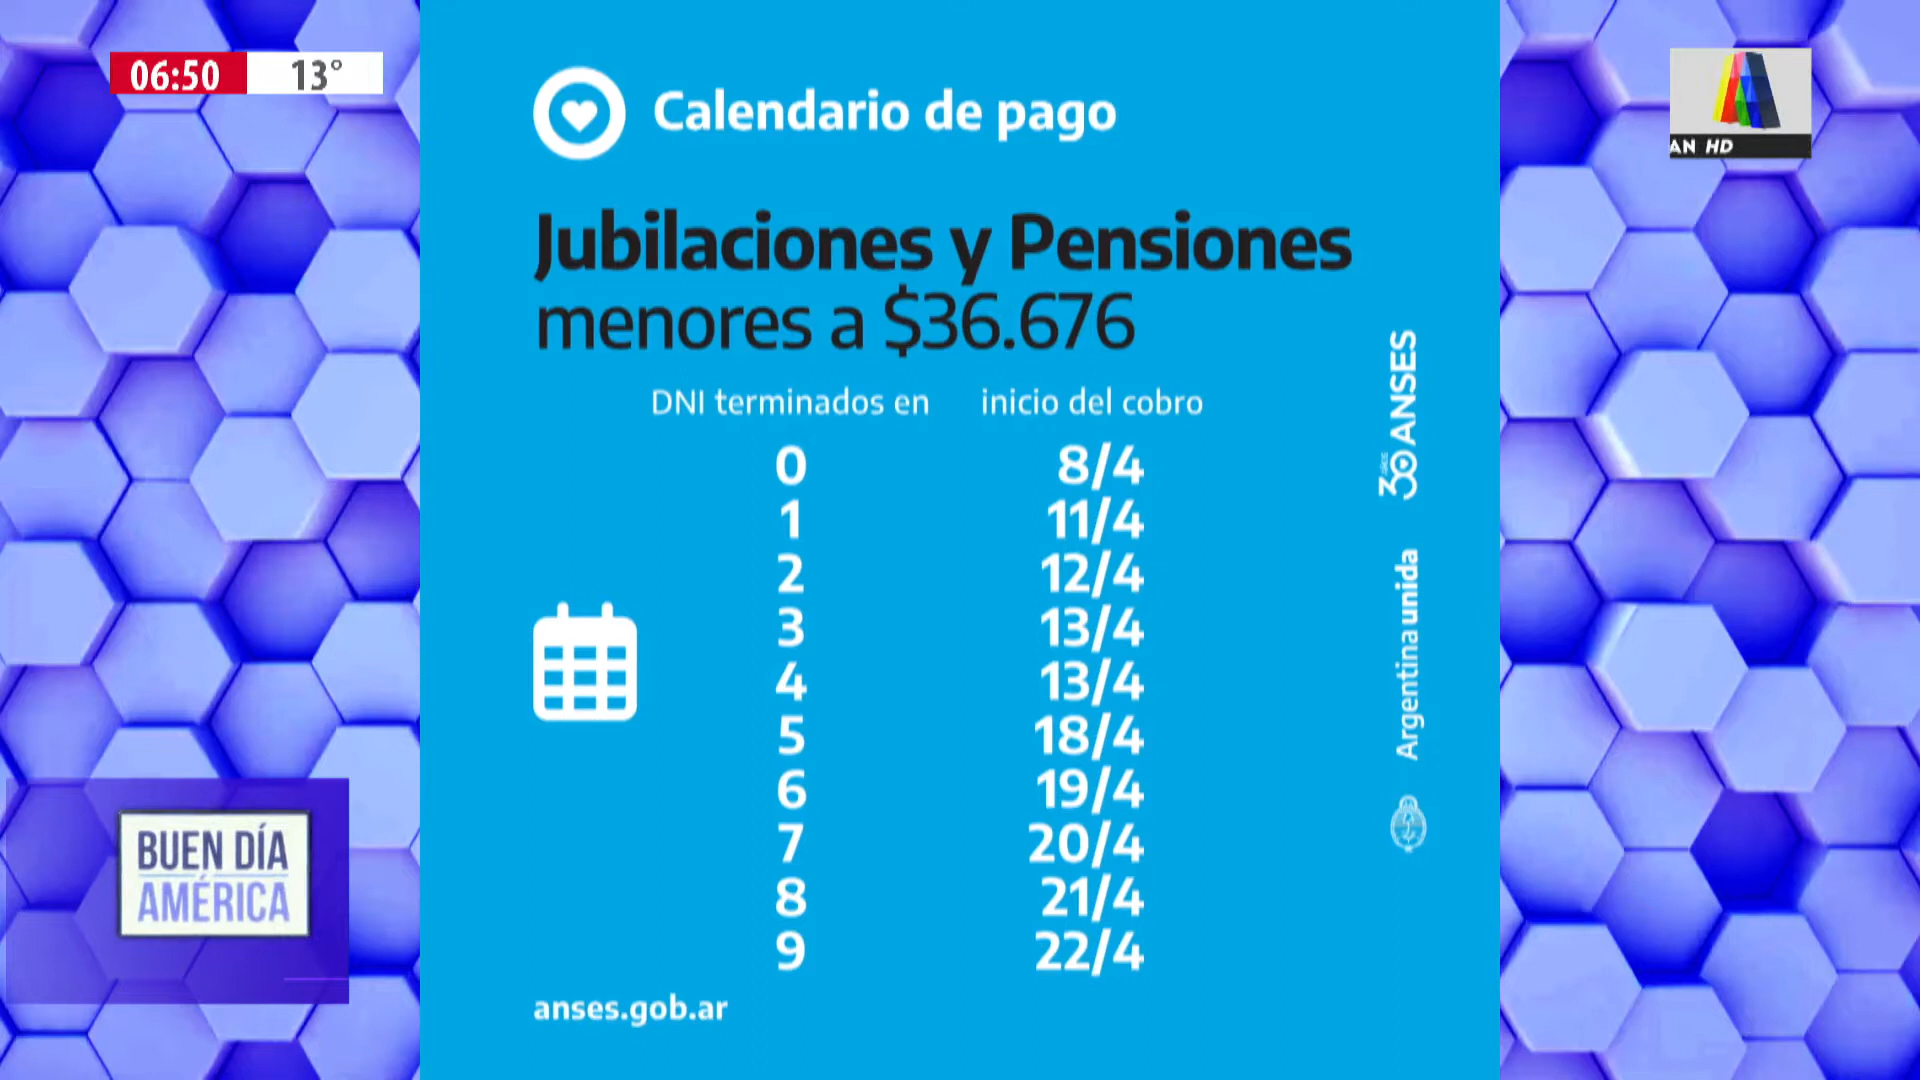 06:50 13°
AN HD
Calendario de pago
Jubilaciones y Pensiones
menores a $36.676
DNI terminados en inicio del cobro
0 8/4
1 11/4
2 12/4
3 13/4
4 13/4
5 18/4
6 19/4
7 20/4
8 21/4
9 22/4
anses.gob.ar
30 años ANSES
Argentina unida
BUEN DÍA
AMÉRICA